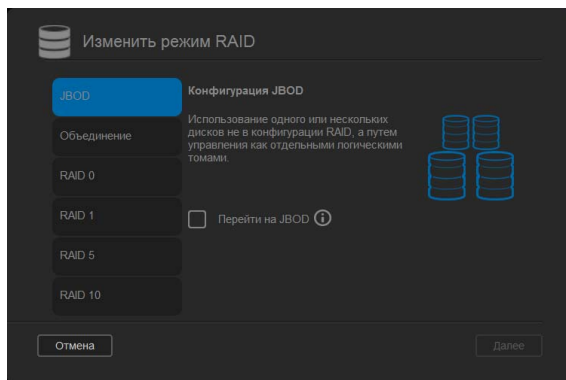 Изменить режим RAID
JBOD
Объединение
RAID 0
RAID 1
RAID 5
RAID 10
Конфигурация JBOD
Использование одного или нескольких
дисков не в конфигурации RAID, а путем
управления как отдельными логическими
томами.
Перейти на JBOD
Отмена
Далее